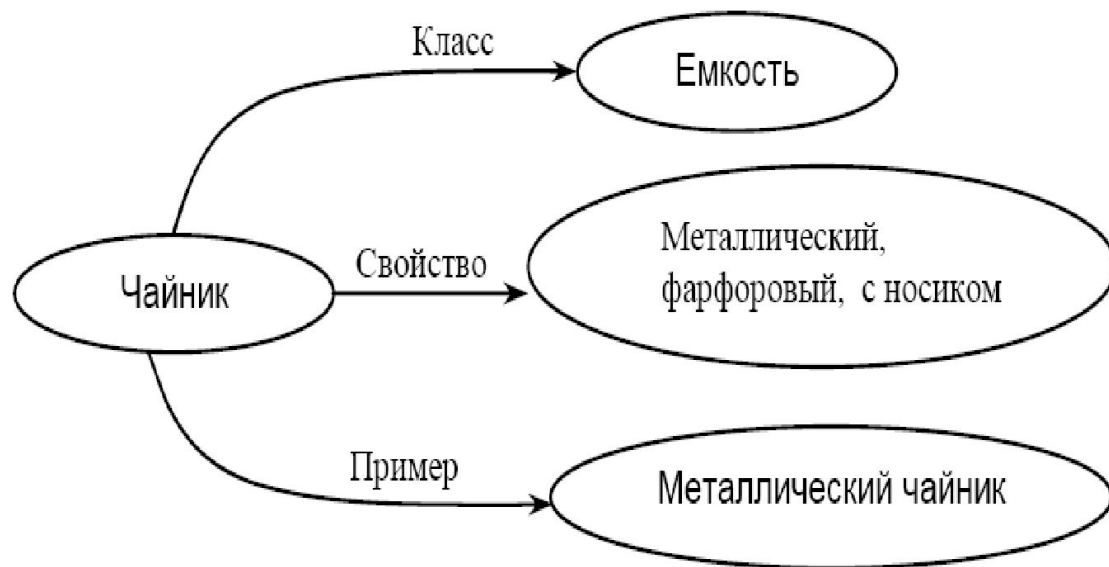 Класс
Емкость
Чайник
Свойство
Металлический,
фарфоровый, с носиком
Пример
Металлический чайник